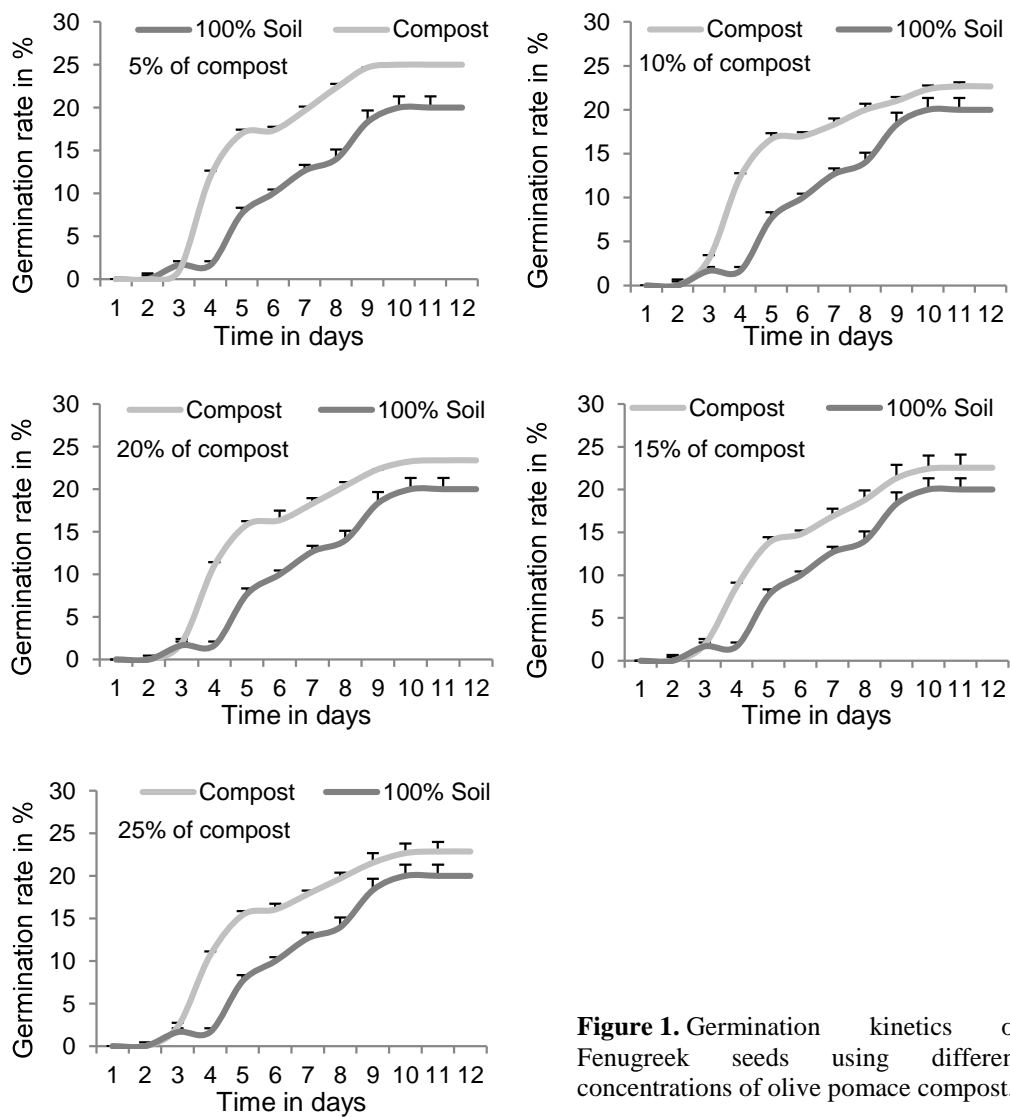 30
25
20
15
10
5
0
Germination rate in %
100% Soil Compost
5% of compost
1 2 3 4 5 6 7 8 9 10 11 12
Time in days
30
25
20
15
10
5
0
Germination rate in %
Compost 100% Soil
10% of compost
1 2 3 4 5 6 7 8 9 10 11 12
Time in days
30
25
20
15
10
5
0
Germination rate in %
Compost 100% Soil
20% of compost
1 2 3 4 5 6 7 8 9 10 11 12
Time in days
30
25
20
15
10
5
0
Germination rate in %
Compost 100% Soil
15% of compost
1 2 3 4 5 6 7 8 9 10 11 12
Time in days
30
25
20
15
10
5
0
Germination rate in %
Compost 100% Soil
25% of compost
1 2 3 4 5 6 7 8 9 10 11 12
Time in days
Figure 1. Germination kinetics o
Fenugreek seeds using differen
concentrations of olive pomace compost.